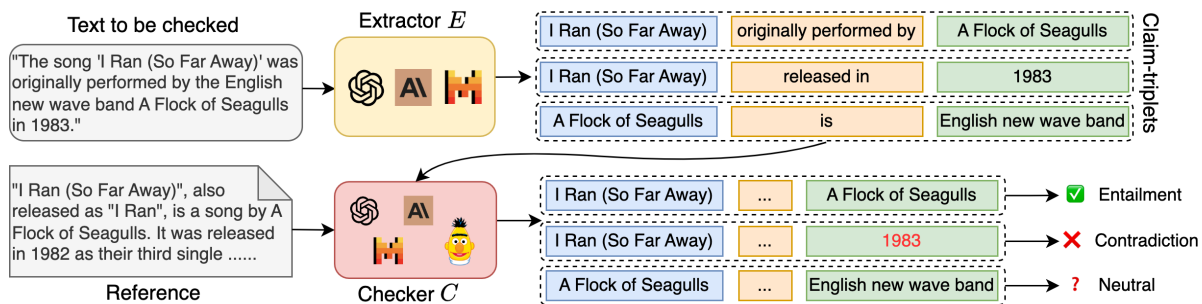 Text to be checked
"The song 'I Ran (So Far Away)' was
originally performed by the English
new wave band A Flock of Seagulls
in 1983."
Extractor E
I Ran (So Far Away) originally performed by A Flock of Seagulls
I Ran (So Far Away) released in 1983
A Flock of Seagulls is English new wave band
Claim-triplets
"I Ran (So Far Away)", also
released as "I Ran", is a song by A
Flock of Seagulls. It was released
in 1982 as their third single ......
Reference
Checker C
I Ran (So Far Away) ... A Flock of Seagulls Entailment
I Ran (So Far Away) ... 1983 Contradiction
A Flock of Seagulls ... English new wave band ? Neutral